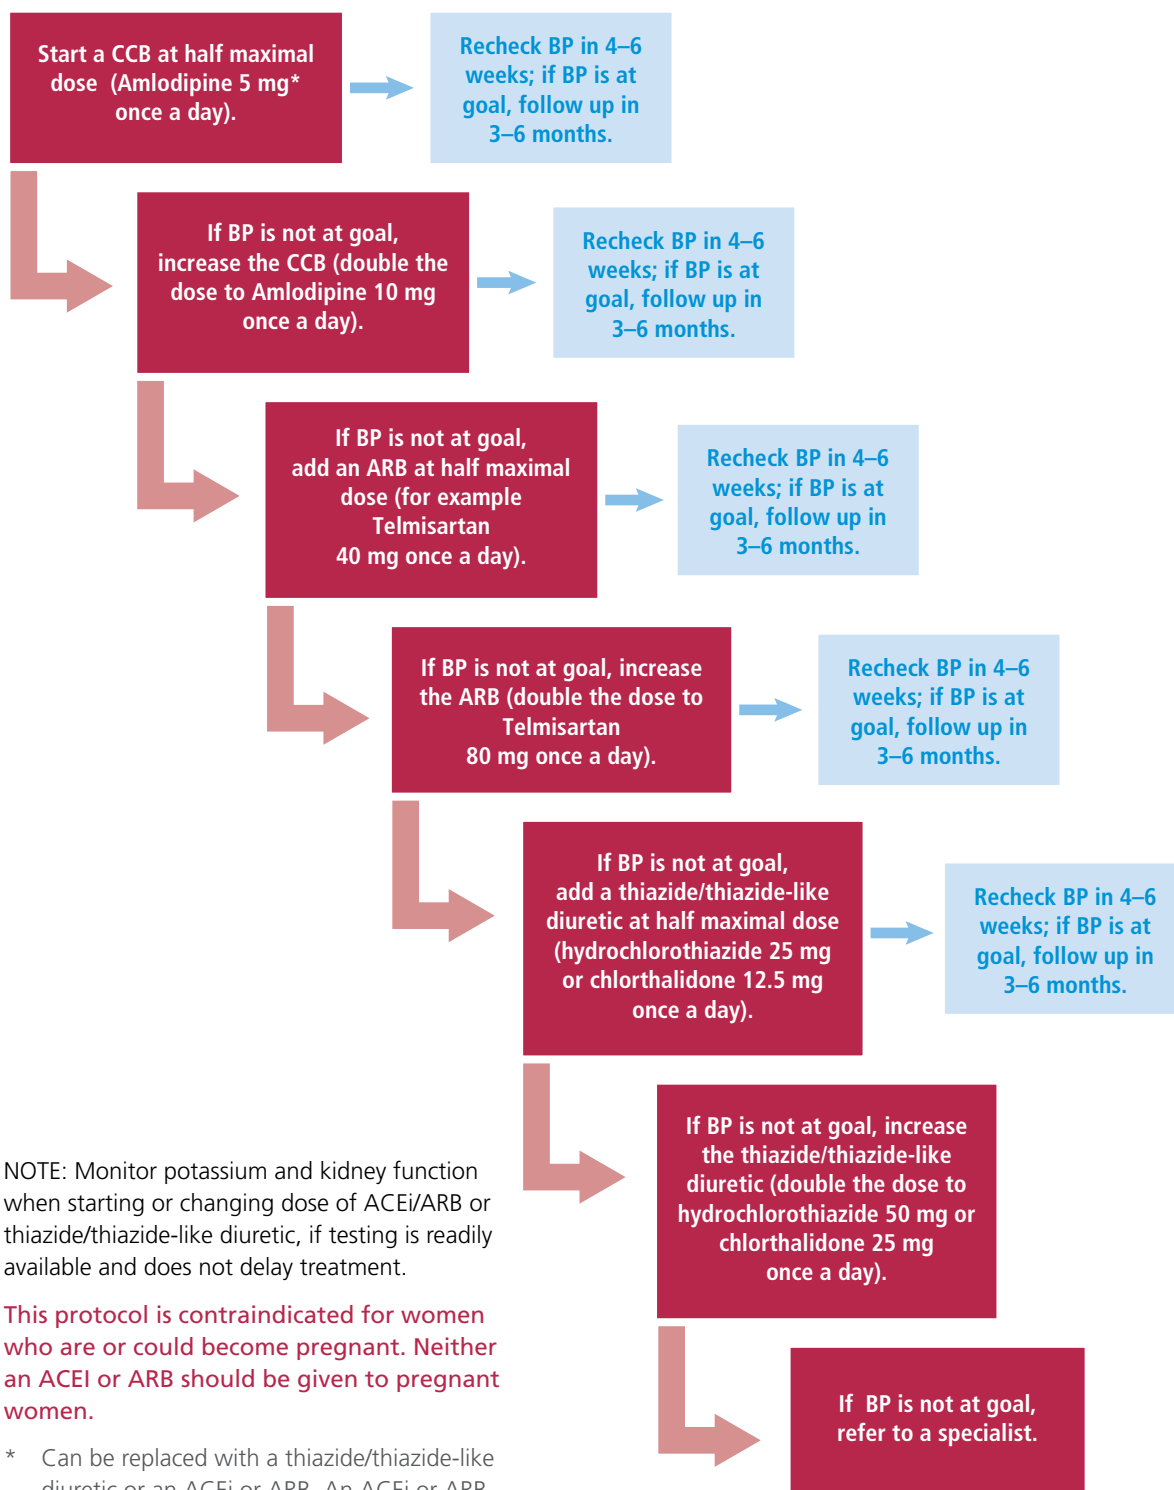 Start a CCB at half maximal
dose (Amlodipine 5 mg*
once a day).
Recheck BP in 4–6
weeks; if BP is at
goal, follow up in
3–6 months.
If BP is not at goal,
increase the CCB (double the
dose to Amlodipine 10 mg
once a day).
Recheck BP in 4–6
weeks; if BP is at
goal, follow up in
3–6 months.
If BP is not at goal,
add an ARB at half maximal
dose (for example
Telmisartan
40 mg once a day).
Recheck BP in 4–6
weeks; if BP is at
goal, follow up in
3–6 months.
If BP is not at goal, increase
the ARB (double the dose to
Telmisartan
80 mg once a day).
Recheck BP in 4–6
weeks; if BP is at
goal, follow up in
3–6 months.
If BP is not at goal,
add a thiazide/thiazide-like
diuretic at half maximal dose
(hydrochlorothiazide 25 mg
or chlorthalidone 12.5 mg
once a day).
Recheck BP in 4–6
weeks; if BP is at
goal, follow up in
3–6 months.
If BP is not at goal, increase
the thiazide/thiazide-like
diuretic (double the dose to
hydrochlorothiazide 50 mg or
chlorthalidone 25 mg
once a day).
If BP is not at goal,
refer to a specialist.
NOTE: Monitor potassium and kidney function
when starting or changing dose of ACEi/ARB or
thiazide/thiazide-like diuretic, if testing is readily
available and does not delay treatment.
This protocol is contraindicated for women
who are or could become pregnant. Neither
an ACEI or ARB should be given to pregnant
women.
* Can be replaced with a thiazide/thiazide-like
diuretic or an ACEi or ARB. An ACEi or ARB